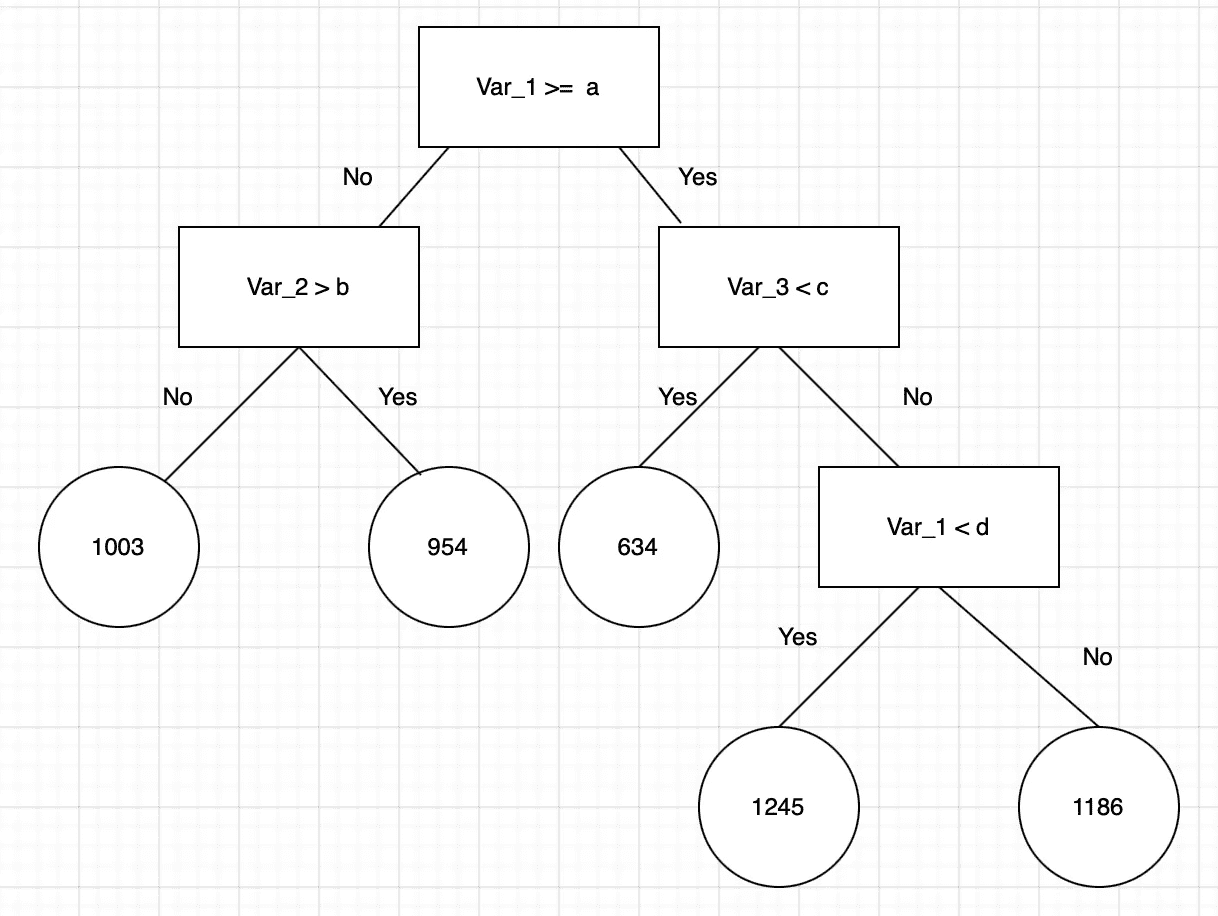 Var_1 >= a
No
Yes
Var_2 > b
Var_3 < c
No
Yes
Yes
No
1003
954
634
Var_1 < d
Yes
No
1245
1186